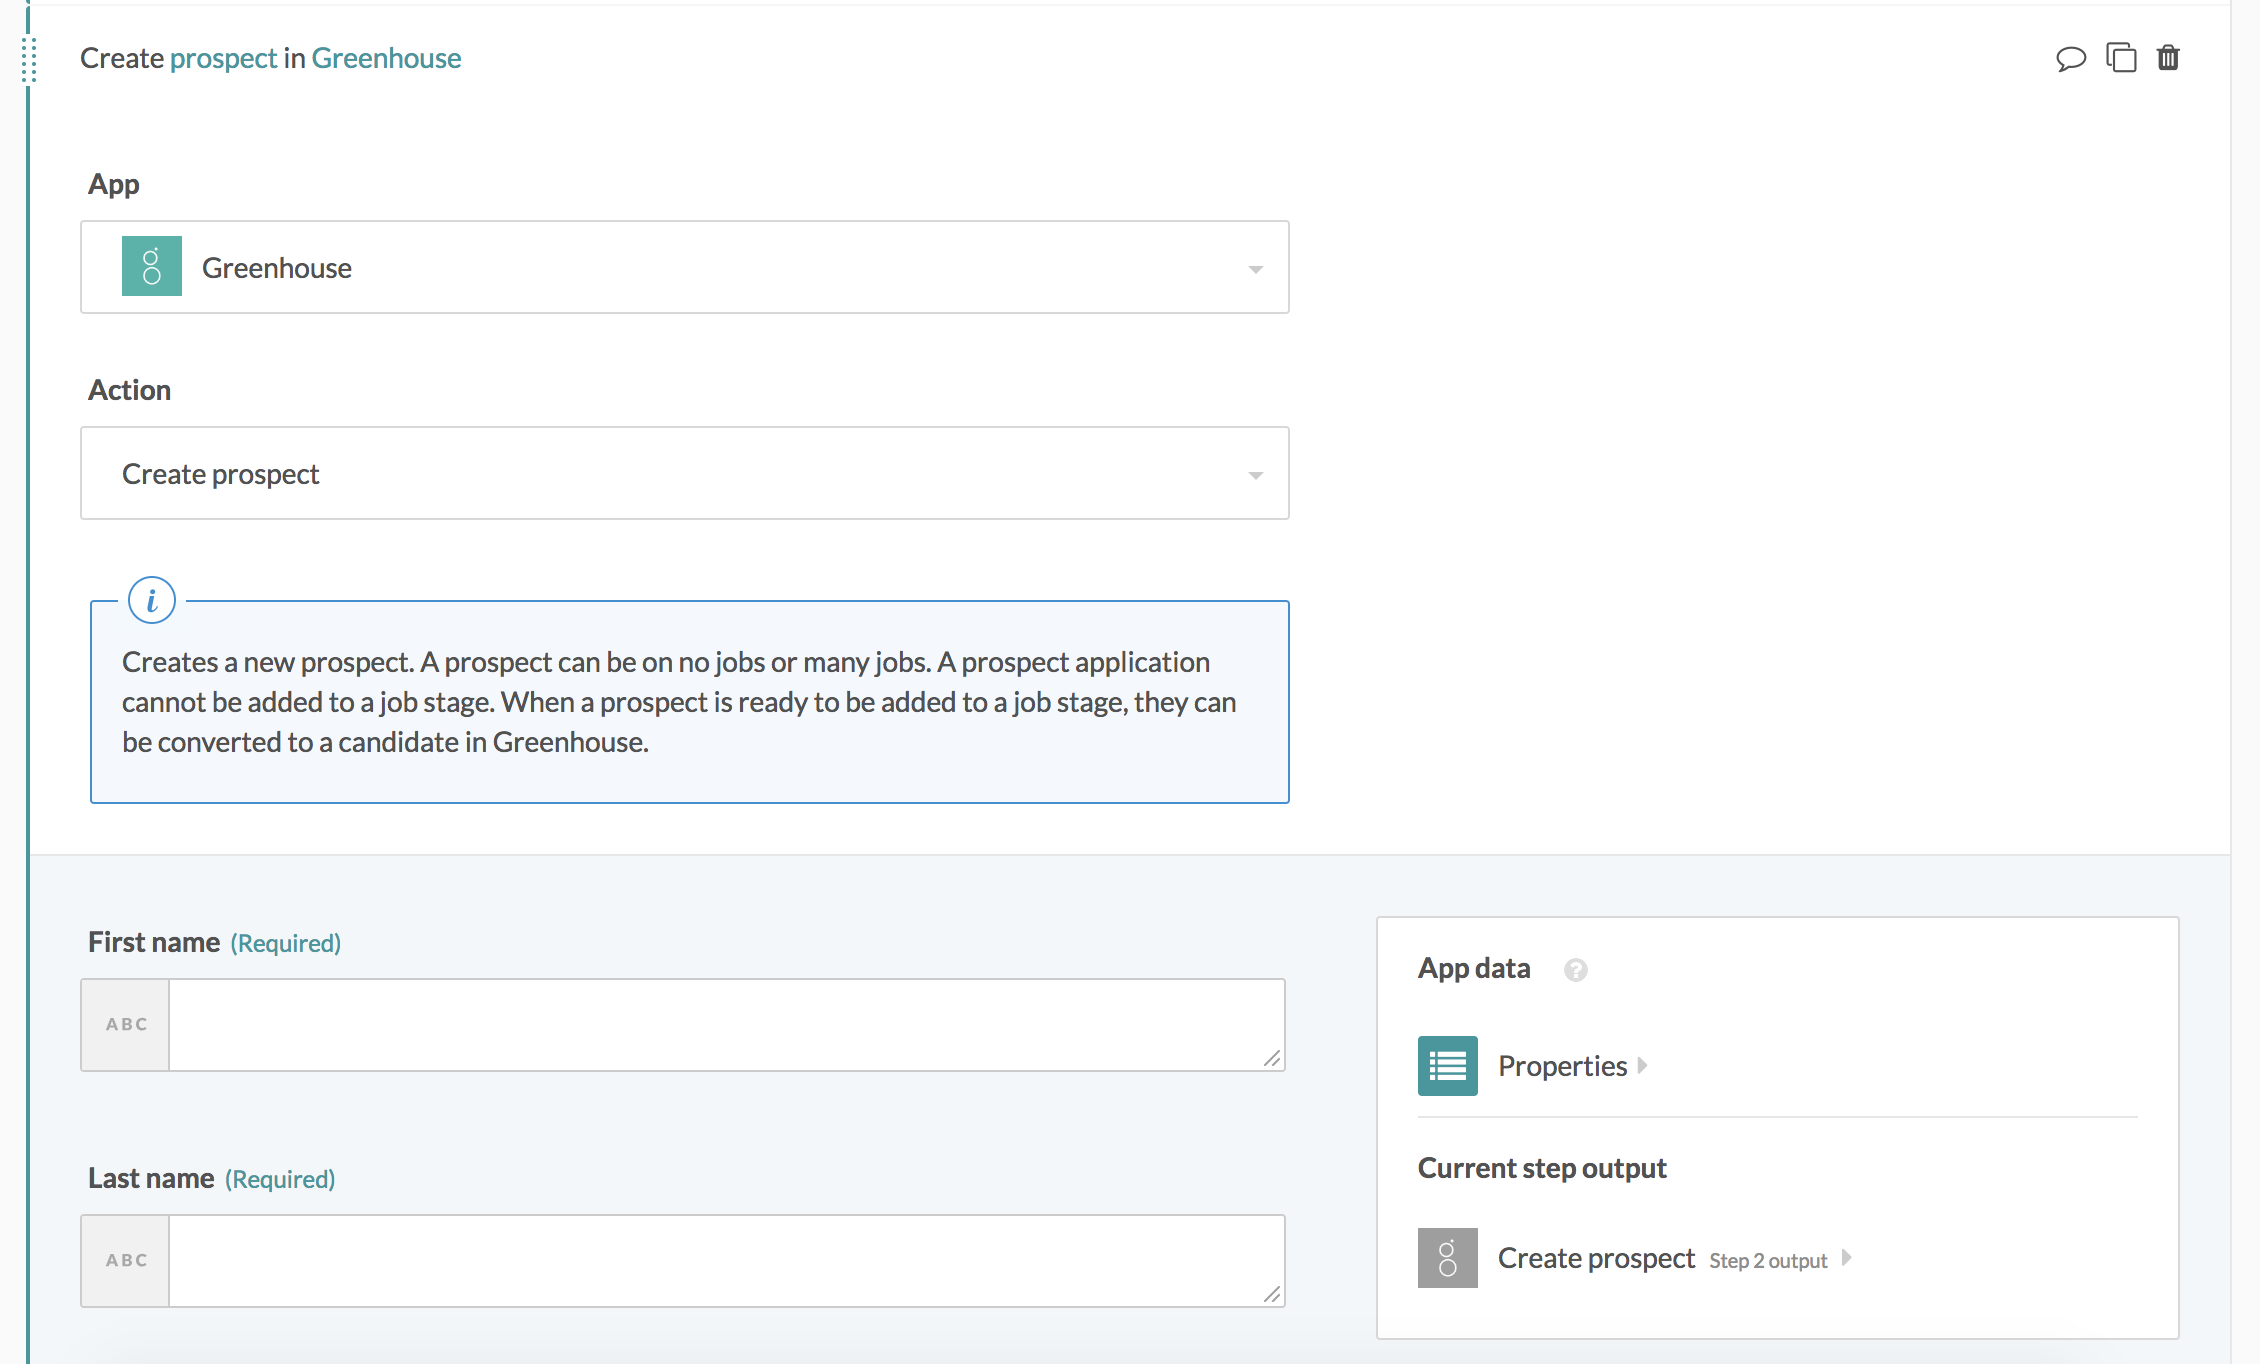 Create prospect in Greenhouse
App
Greenhouse
Action
Create prospect
i
Creates a new prospect. A prospect can be on no jobs or many jobs. A prospect application
cannot be added to a job stage. When a prospect is ready to be added to a job stage, they can
be converted to a candidate in Greenhouse.
First name (Required)
ABC
Last name (Required)
ABC
App data ?
Properties
Current step output
Create prospect Step 2 output